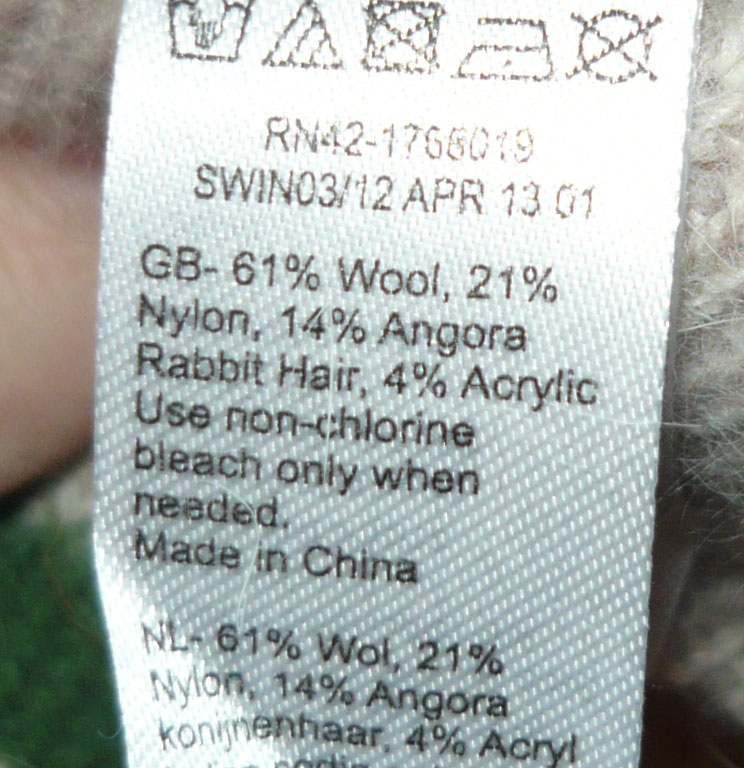 RN42-1766019
SWIN03/12 APR 13 01
GB- 61% Wool, 21%
Nylon, 14% Angora
Rabbit Hair, 4% Acrylic
Use non-chlorine
bleach only when
needed.
Made in China
NL- 61% Wol, 21%
Nylon, 14% Angora
konijnenhaar, 4% Acryl
nodig